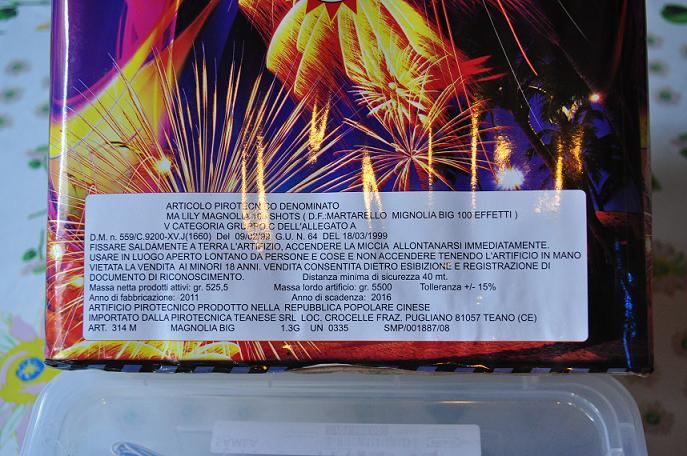 ARTICOLO PIROTECNICO DENOMINATO
MA LILY MAGNOLIA 100 SHOTS ( D.F.:MARTARELLO MIGNOLIA BIG 100 EFFETTI )
V CATEGORIA GRUPPO C DELL'ALLEGATO A
D.M. n. 559/C.9200-XV-J(1660) Del 09/02/99 G.U. N. 64 DEL 18/03/1999
FISSARE SALDAMENTE A TERRA L'ARTIFIZIO, ACCENDERE LA MICCIA ALLONTANARSI IMMEDIATAMENTE.
USARE IN LUOGO APERTO LONTANO DA PERSONE E COSE E NON ACCENDERE TENENDO L'ARTIFICIO IN MANO
VIETATA LA VENDITA AI MINORI 18 ANNI. VENDITA CONSENTITA DIETRO ESIBIZIONE E REGISTRAZIONE DI
DOCUMENTO DI RICONOSCIMENTO. Distanza minima di sicurezza 40 mt.
Massa netta prodotti attivi: gr. 525,5 Massa lordo articolo: gr. 5500 Tolleranza +/- 15%
Anno di fabbricazione: 2011 Anno di scadenza: 2016
ARTIFICIO PIROTECNICO PRODOTTO NELLA REPUBBLICA POPOLARE CINESE
IMPORTATO DALLA PIROTECNICA TEANESE SRL LOC. CROCELLE FRAZ. PUGLIANO 81057 TEANO (CE)
ART. 314 M MAGNOLIA BIG 1.3G UN 0335 SMP/001887/08